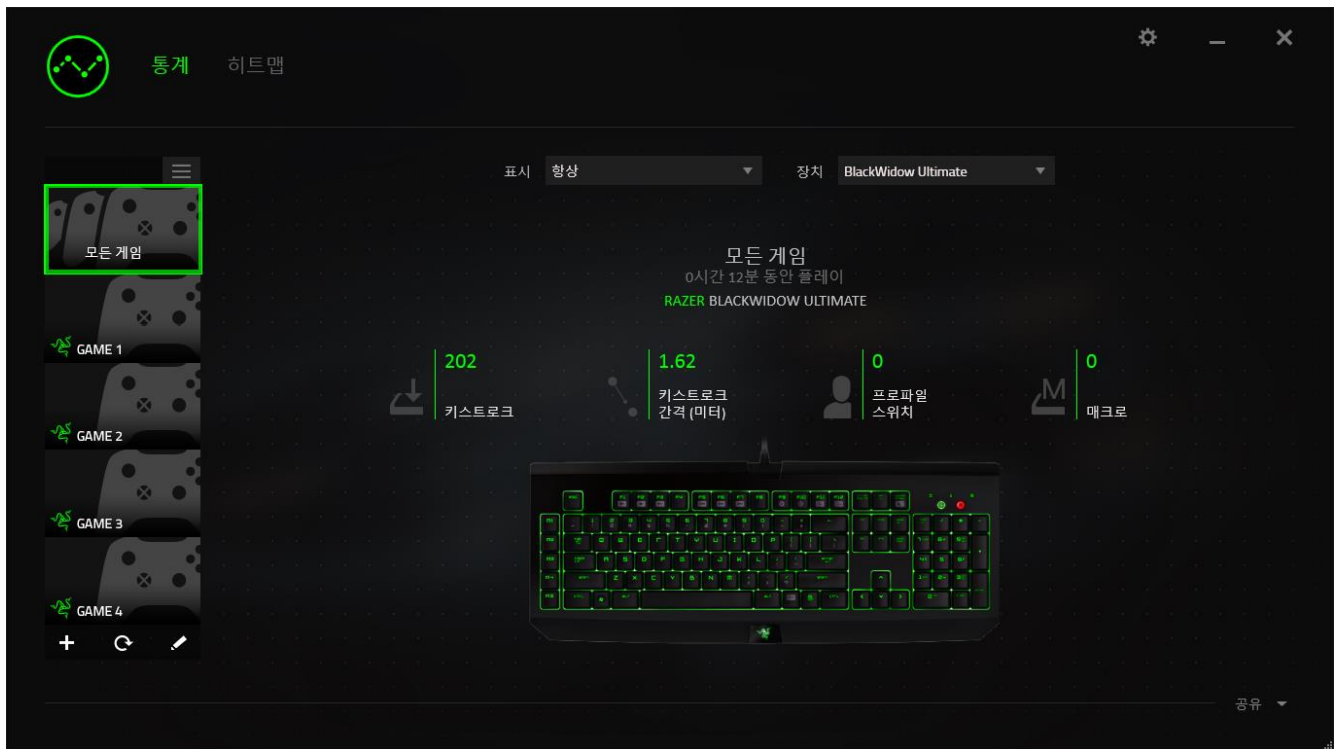 통계 히트맵
표시 항상 장치 BlackWidow Ultimate
모든 게임
모든 게임
0시간 12분 동안 플레이
RAZER BLACKWIDOW ULTIMATE
GAME 1
202
키스트로크
1.62
키스트로크
간격 (미터)
0
프로파일
스위치
M
0
매크로
GAME 2
GAME 3
GAME 4
공유